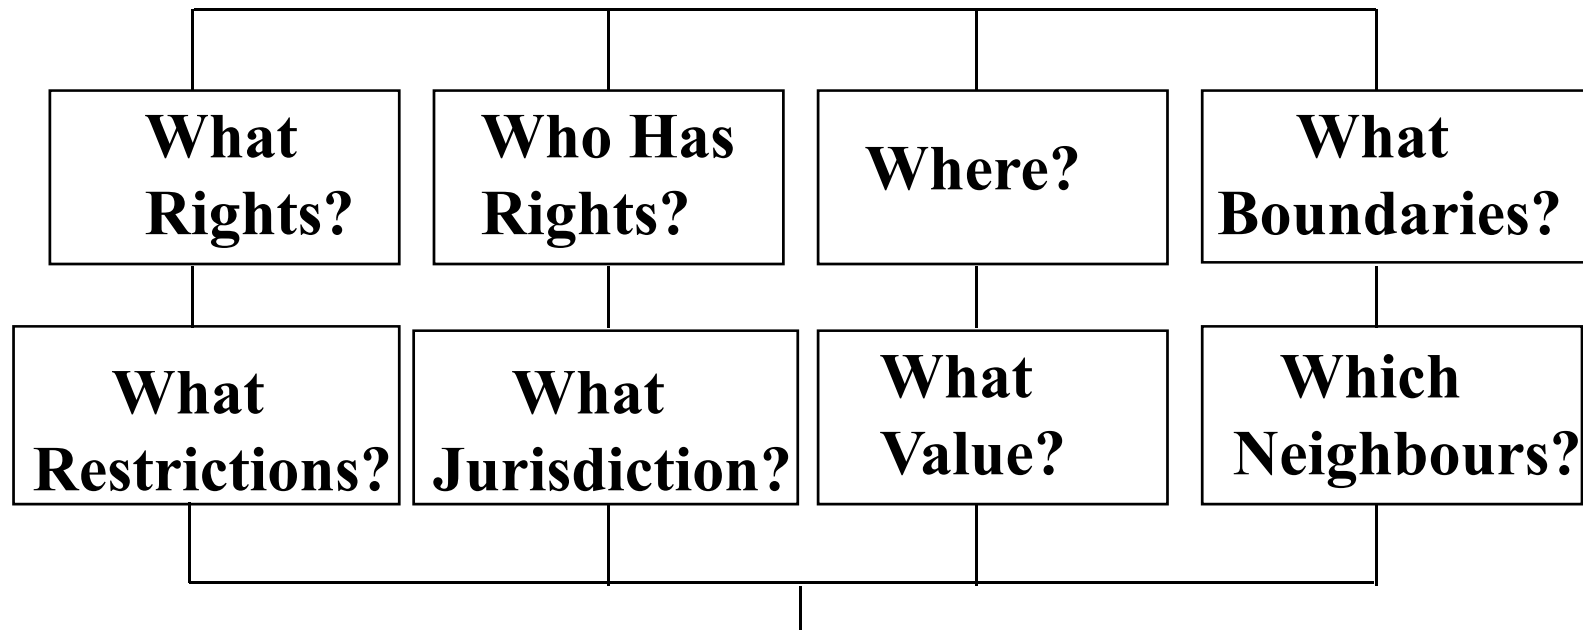 What
Rights?
Who Has
Rights?
Where?
What
Boundaries?
What
Restrictions?
What
Jurisdiction?
What
Value?
Which
Neighbours?